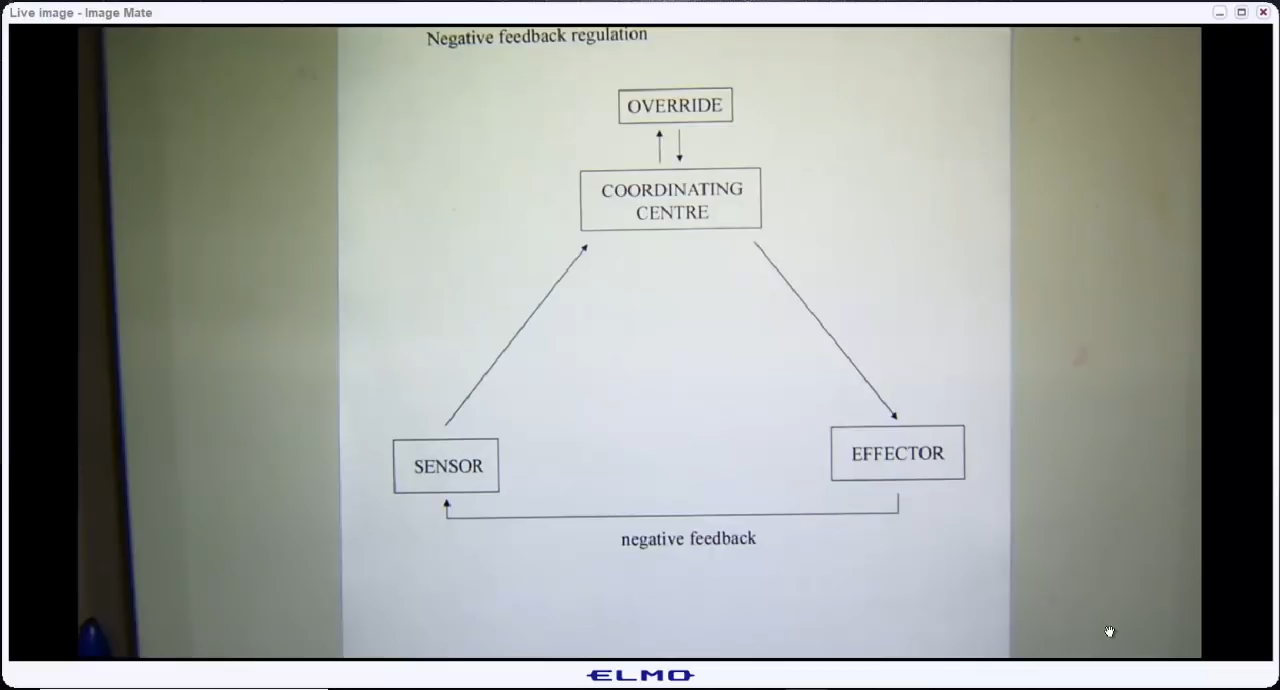 Live image - Image Mate
Negative feedback regulation
OVERRIDE
COORDINATING
CENTRE
SENSOR
EFFECTOR
negative feedback
ELMO